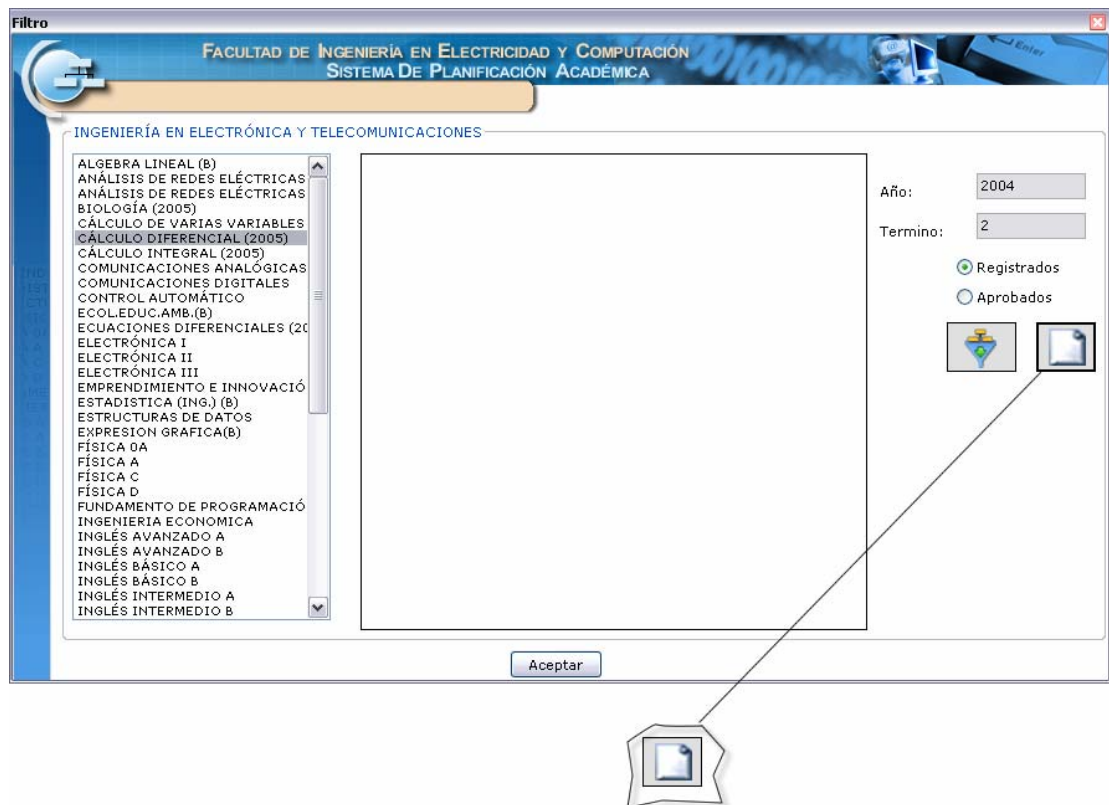 Filtro
FACULTAD DE INGENIERÍA EN ELECTRICIDAD Y COMPUTACIÓN
SISTEMA DE PLANIFICACIÓN ACADÉMICA
Enter
INGENIERÍA EN ELECTRÓNICA Y TELECOMUNICACIONES
ALGEBRA LINEAL (B)
ANÁLISIS DE REDES ELÉCTRICAS
ANÁLISIS DE REDES ELÉCTRICAS
BIOLOGÍA (2005)
CÁLCULO DE VARIAS VARIABLES
CÁLCULO DIFERENCIAL (2005)
CÁLCULO INTEGRAL (2005)
COMUNICACIONES ANALÓGICAS
COMUNICACIONES DIGITALES
CONTROL AUTOMÁTICO
ECOL.EDUC.AMB.(B)
ECUACIONES DIFERENCIALES (20
ELECTRÓNICA I
ELECTRÓNICA II
ELECTRÓNICA III
EMPRENDIMIENTO E INNOVACIÓ
ESTADISTICA (ING.) (B)
ESTRUCTURAS DE DATOS
EXPRESION GRAFICA(B)
FÍSICA 0A
FÍSICA A
FÍSICA C
FÍSICA D
FUNDAMENTO DE PROGRAMACIÓ
INGENIERIA ECONOMICA
INGLÉS AVANZADO A
INGLÉS AVANZADO B
INGLÉS BÁSICO A
INGLÉS BÁSICO B
INGLÉS INTERMEDIO A
INGLÉS INTERMEDIO B
Año: 2004
Termino: 2
Registrados
Aprobados
Aceptar